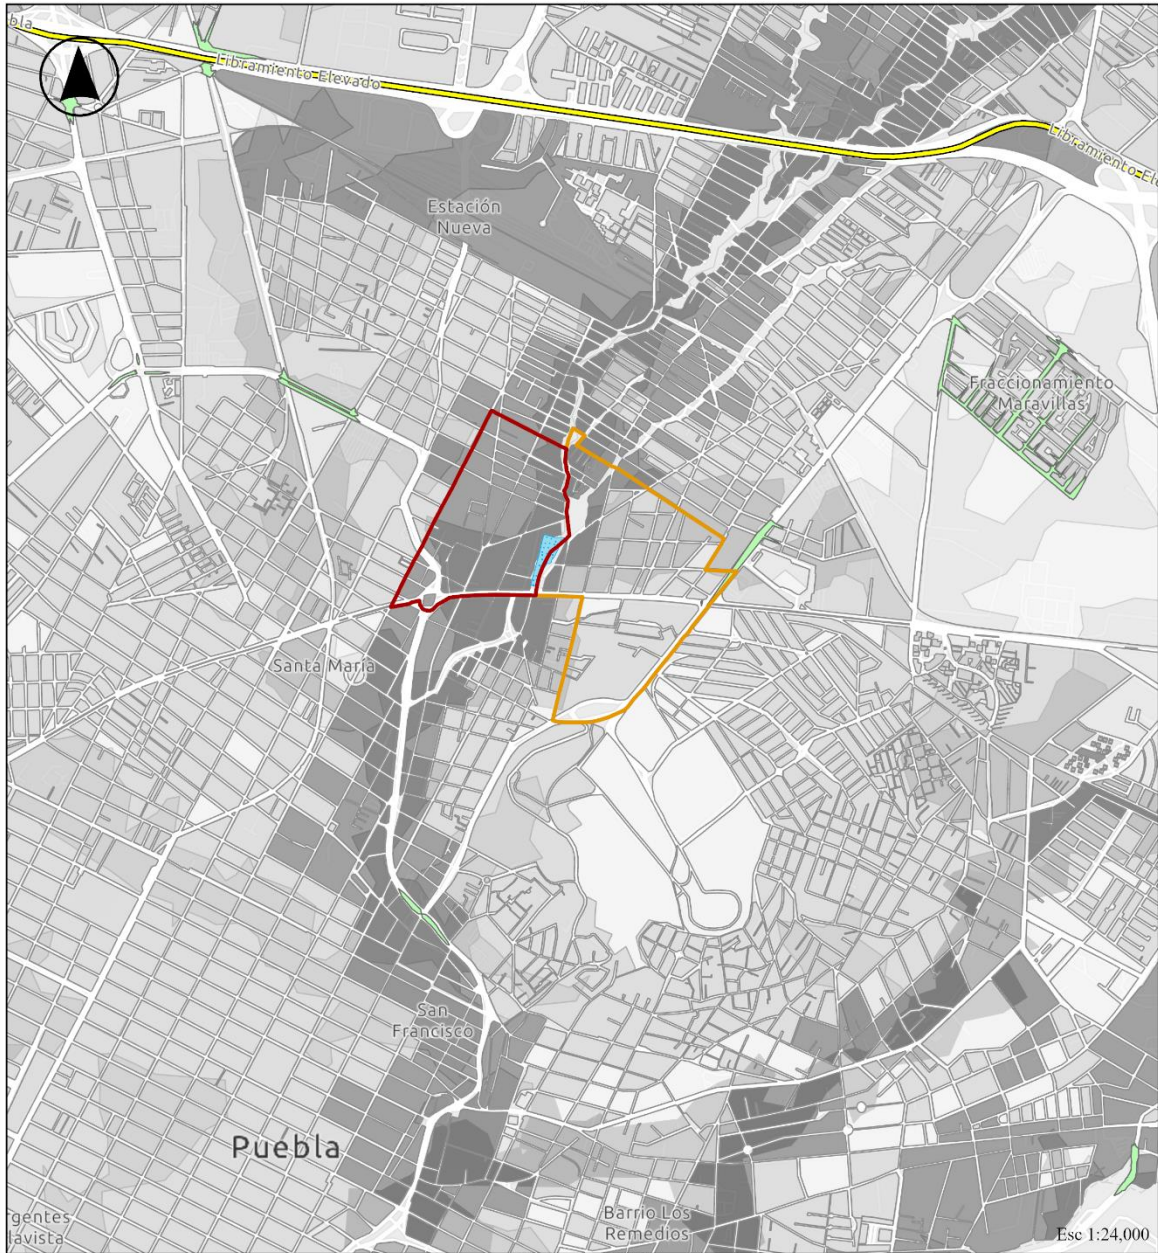 bla
Libramiento Elevado
Libramiento Ele
Estación
Nueva
Fraccionamiento
Maravillas
Santa María
San
Francisco
Puebla
Barrio Los
Remedios
rgentes
lavista
Esc 1:24,000